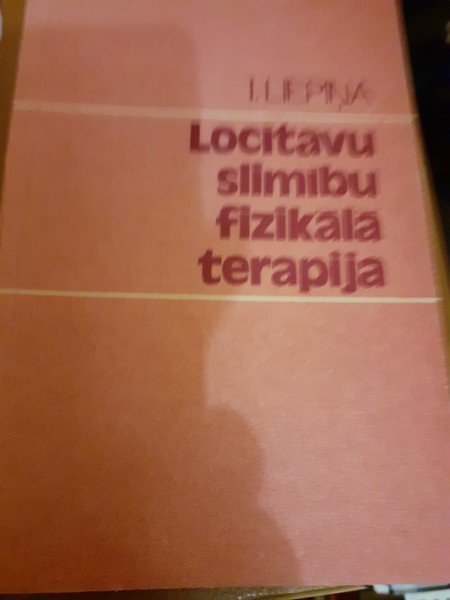 I. LIEPIŅA
Locītavu
slimību
fizikālā
terapija